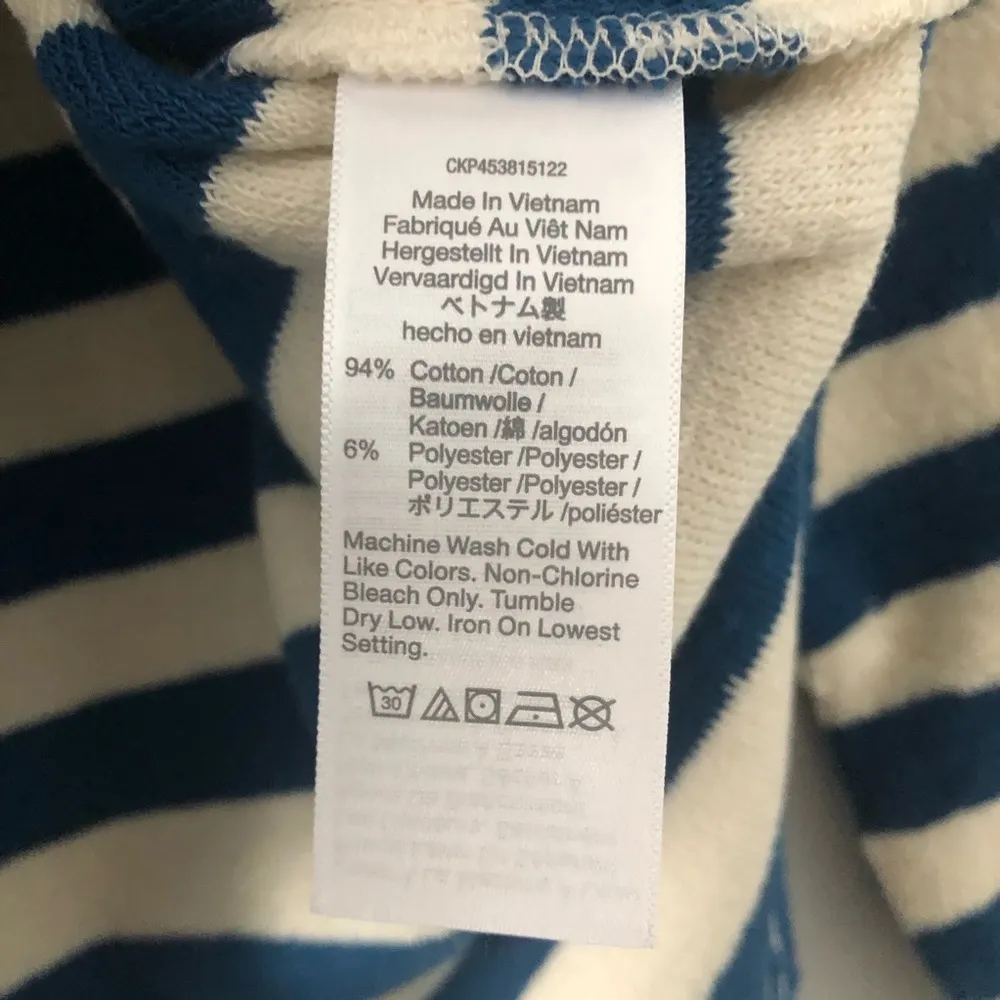 CKP453815122
Made In Vietnam
Fabriqué Au Viêt Nam
Hergestellt In Vietnam
Vervaardigd In Vietnam
ベトナム製
hecho en vietnam
94% Cotton /Coton /
Baumwolle /
Katoen /綿 /algodón
6% Polyester /Polyester /
Polyester /Polyester /
ポリエステル /poliéster
Machine Wash Cold With
Like Colors. Non-Chlorine
Bleach Only. Tumble
Dry Low. Iron On Lowest
Setting.
30